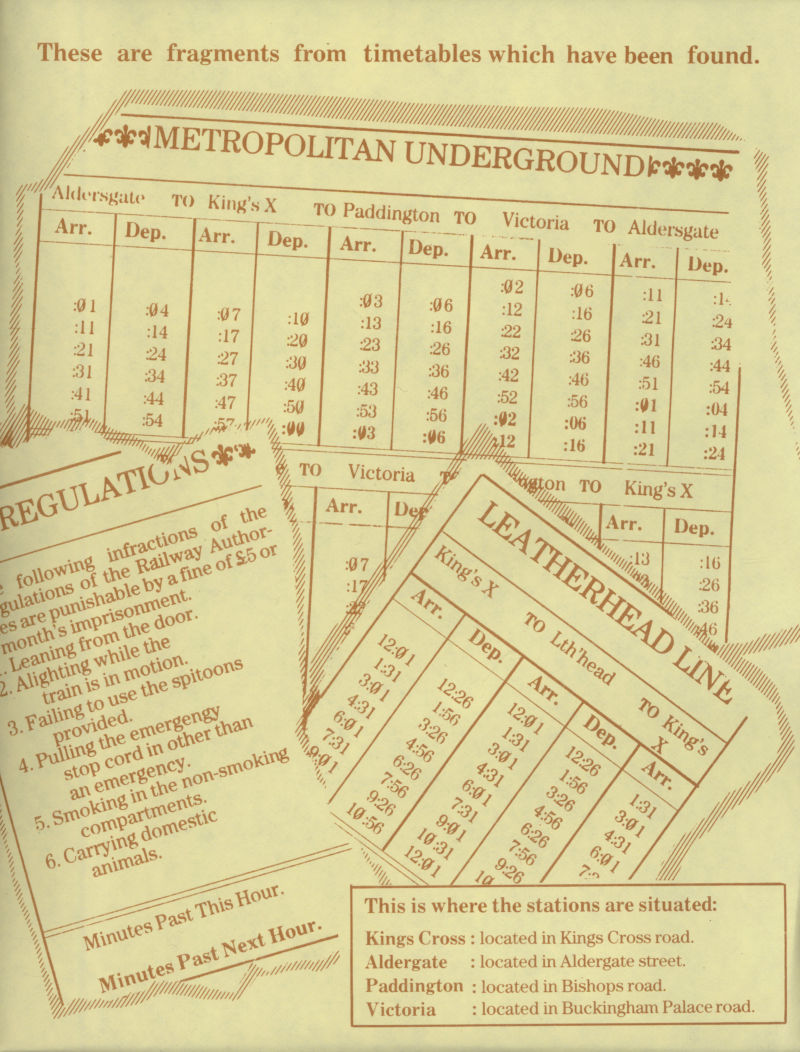 These are fragments from timetables which have been found.
METROPOLITAN UNDERGROUND
Aldersgate TO King's X TO Paddington TO Victoria TO Aldersgate
Arr. Dep. Arr. Dep. Arr. Dep. Arr. Dep. Arr. Dep.
:02 :06 :11
:03 :06 :12 :16 :21 :24
:01 :04 :07 :10 :13 :16 :22 :26 :31 :34
:11 :14 :17 :20 :23 :26 :32 :36 :46 :44
:21 :24 :27 :30 :33 :36 :42 :46 :51 :54
:31 :34 :37 :40 :43 :46 :52 :56 :01 :04
:41 :44 :47 :50 :53 :56 :02 :06 :11 :14
:51 :54 :57 :00 :03 :06 :12 :16 :21 :24
TO Victoria TO King's X
Arr. Dep Arr. Dep.
:07 :13 :16
:17 :26
:36
:46
REGULATIONS
following infractions of the
gulations of the Railway Author-
es are punishable by a fine of £5 or
month's imprisonment.
1. Leaning from the door.
2. Alighting while the
train is in motion.
3. Failing to use the spitoons
provided.
4. Pulling the emergengy
stop cord in other than
an emergency.
5. Smoking in the non-smoking
compartments.
6. Carrying domestic
animals.
Minutes Past This Hour.
Minutes Past Next Hour.
LEATHERHEAD LINE
King's X TO Lth'head TO King's
X
Arr. Dep. Arr. Dep. Arr.
12:01 12:26 12:01 12:26 1:31
1:31 1:56 1:31 1:56 3:01
3:01 3:26 3:01 3:26 4:31
4:31 4:56 4:31 4:56 6:01
6:01 6:26 6:01 6:26
7:31 7:56 7:31 7:56
9:01 9:26 9:01 9:26
10:56 10:31
12:01
This is where the stations are situated:
Kings Cross : located in Kings Cross road.
Aldergate : located in Aldergate street.
Paddington : located in Bishops road.
Victoria : located in Buckingham Palace road.